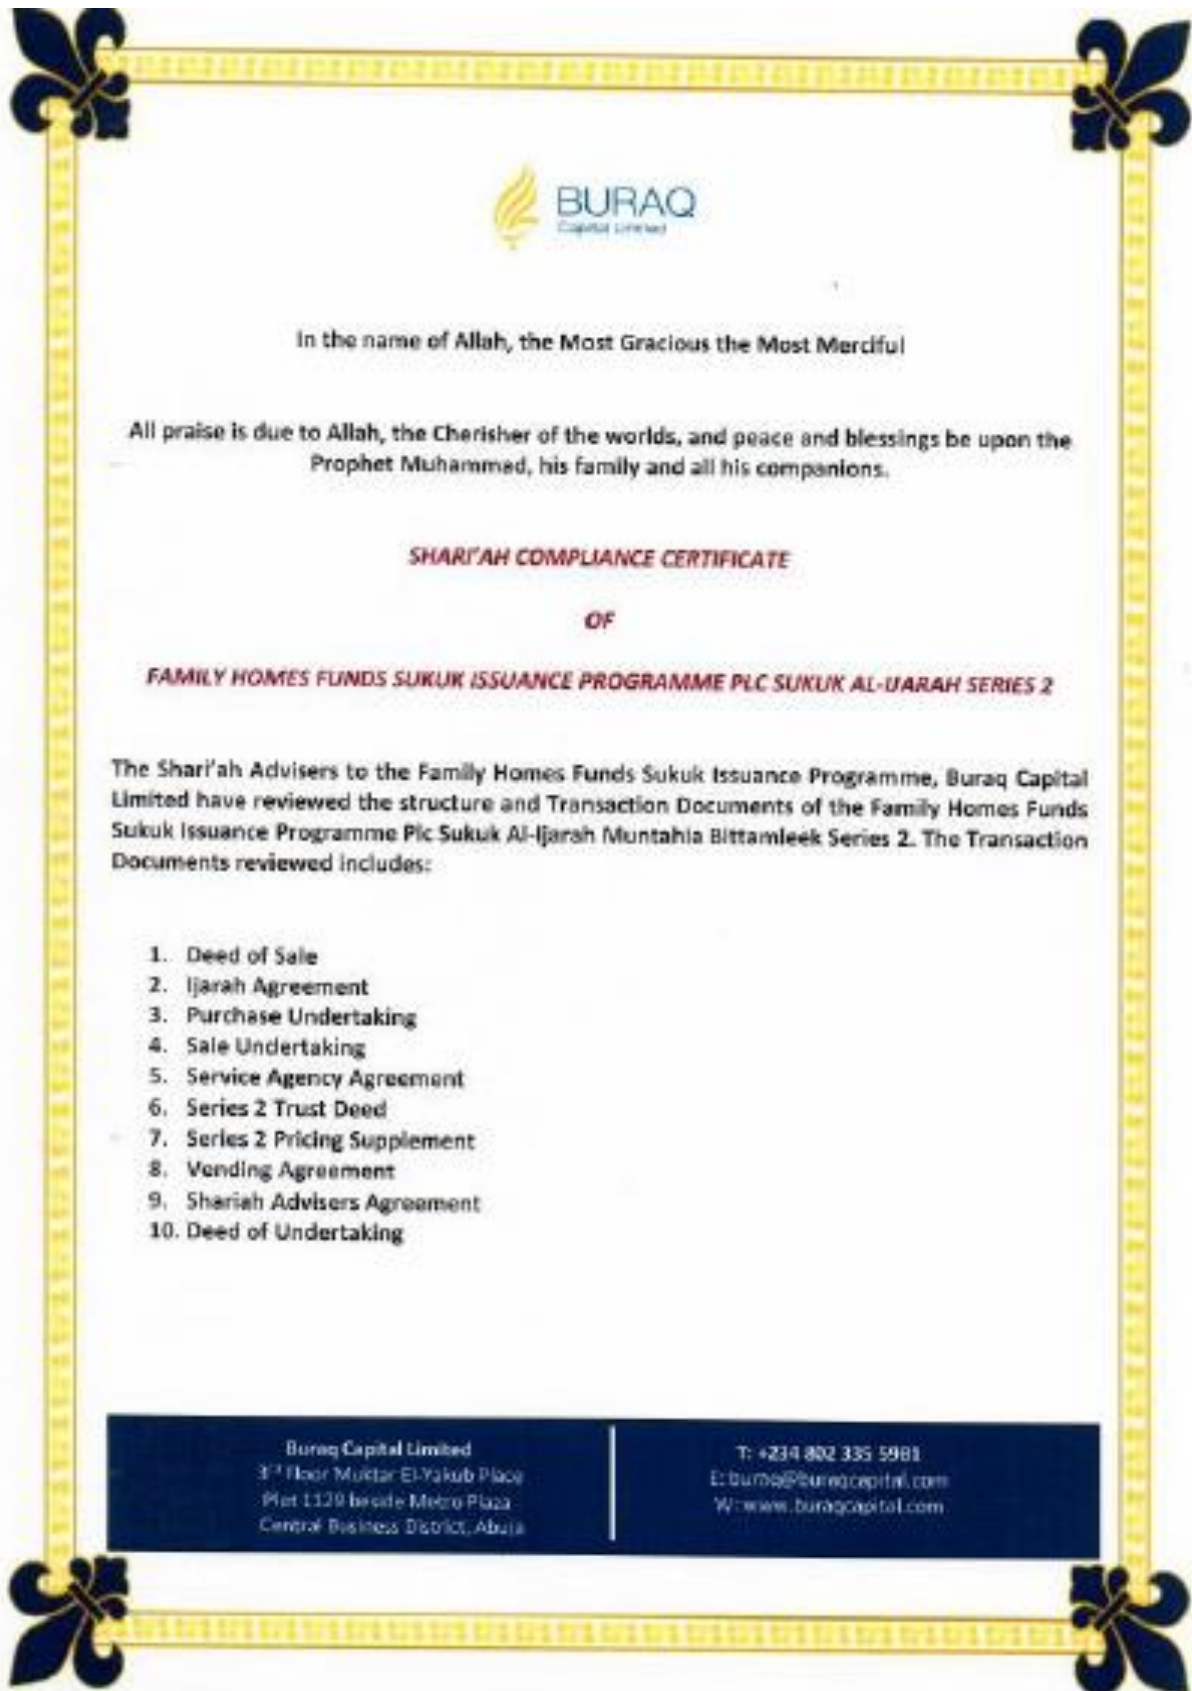 BURAQ
Capital Limited
In the name of Allah, the Most Gracious the Most Merciful
All praise is due to Allah, the Cherisher of the worlds, and peace and blessings be upon the
Prophet Muhammad, his family and all his companions.
SHARI'AH COMPLIANCE CERTIFICATE
OF
FAMILY HOMES FUNDS SUKUK ISSUANCE PROGRAMME PLC SUKUK AL-IJARAH SERIES 2
The Shari'ah Advisers to the Family Homes Funds Sukuk Issuance Programme, Buraq Capital
Limited have reviewed the structure and Transaction Documents of the Family Homes Funds
Sukuk Issuance Programme Plc Sukuk Al-Ijarah Muntahia Bittamleek Series 2. The Transaction
Documents reviewed includes:
1. Deed of Sale
2. Ijarah Agreement
3. Purchase Undertaking
4. Sale Undertaking
5. Service Agency Agreement
6. Series 2 Trust Deed
7. Series 2 Pricing Supplement
8. Vending Agreement
9. Shariah Advisers Agreement
10. Deed of Undertaking
Buraq Capital Limited
3rd Floor Muktar El-Yakub Place
Plot 1129 beside Metro Plaza
Central Business District, Abuja
T: +234 802 335 5981
E: buraq@buraqcapital.com
W: www.buraqcapital.com